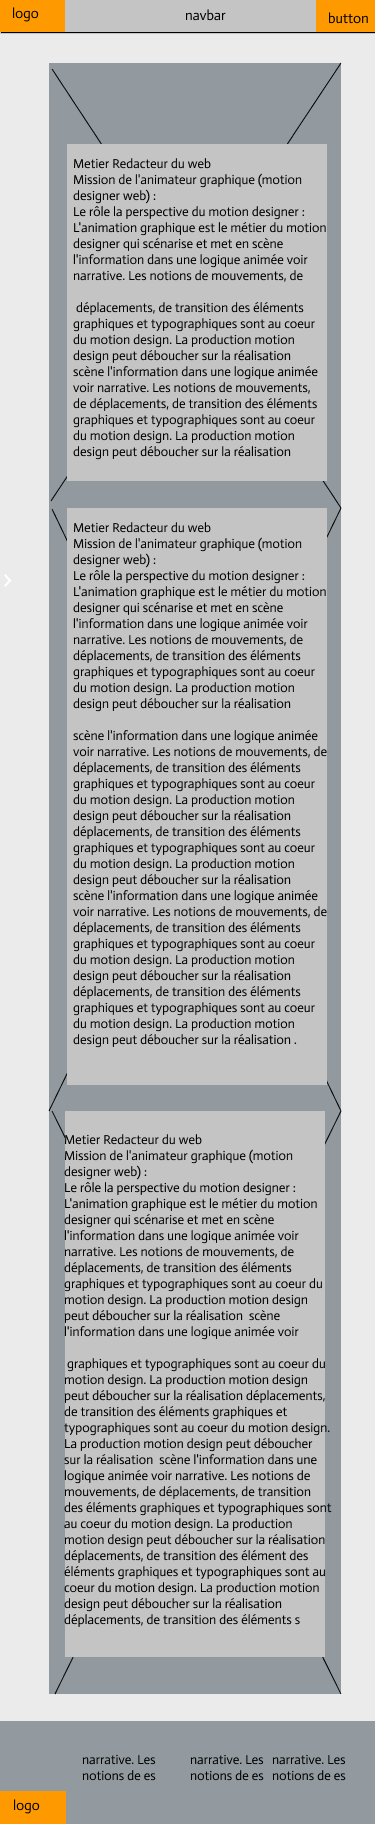 logo
navbar
button
Metier Redacteur du web
Mission de l'animateur graphique (motion
designer web) :
Le rôle la perspective du motion designer :
L'animation graphique est le métier du motion
designer qui scénarise et met en scène
l'information dans une logique animée voir
narrative. Les notions de mouvements, de
déplacements, de transition des éléments
graphiques et typographiques sont au coeur
du motion design. La production motion
design peut déboucher sur la réalisation
scène l'information dans une logique animée
voir narrative. Les notions de mouvements,
de déplacements, de transition des éléments
graphiques et typographiques sont au coeur
du motion design. La production motion
design peut déboucher sur la réalisation
Metier Redacteur du web
Mission de l'animateur graphique (motion
designer web) :
Le rôle la perspective du motion designer :
L'animation graphique est le métier du motion
designer qui scénarise et met en scène
l'information dans une logique animée voir
narrative. Les notions de mouvements, de
déplacements, de transition des éléments
graphiques et typographiques sont au coeur
du motion design. La production motion
design peut déboucher sur la réalisation
scène l'information dans une logique animée
voir narrative. Les notions de mouvements, de
déplacements, de transition des éléments
graphiques et typographiques sont au coeur
du motion design. La production motion
design peut déboucher sur la réalisation
déplacements, de transition des éléments
graphiques et typographiques sont au coeur
du motion design. La production motion
design peut déboucher sur la réalisation
scène l'information dans une logique animée
voir narrative. Les notions de mouvements, de
déplacements, de transition des éléments
graphiques et typographiques sont au coeur
du motion design. La production motion
design peut déboucher sur la réalisation
déplacements, de transition des éléments
graphiques et typographiques sont au coeur
du motion design. La production motion
design peut déboucher sur la réalisation .
Metier Redacteur du web
Mission de l'animateur graphique (motion
designer web) :
Le rôle la perspective du motion designer :
L'animation graphique est le métier du motion
designer qui scénarise et met en scène
l'information dans une logique animée voir
narrative. Les notions de mouvements, de
déplacements, de transition des éléments
graphiques et typographiques sont au coeur du
motion design. La production motion design
peut déboucher sur la réalisation  scène
l'information dans une logique animée voir
graphiques et typographiques sont au coeur du
motion design. La production motion design
peut déboucher sur la réalisation déplacements,
de transition des éléments graphiques et
typographiques sont au coeur du motion design.
La production motion design peut déboucher
sur la réalisation  scène l'information dans une
logique animée voir narrative. Les notions de
mouvements, de déplacements, de transition
des éléments graphiques et typographiques sont
au coeur du motion design. La production
motion design peut déboucher sur la réalisation
déplacements, de transition des élément des
éléments graphiques et typographiques sont au
coeur du motion design. La production motion
design peut déboucher sur la réalisation
déplacements, de transition des éléments s
narrative. Les
notions de es
narrative. Les
notions de es
narrative. Les
notions de es
logo